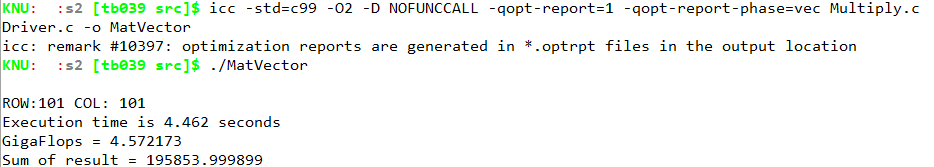 KNU:  :s2 [tb039 src]$ icc -std=c99 -O2 -D NOFUNCCALL -qopt-report=1 -qopt-report-phase=vec Multiply.c
Driver.c -o MatVector
icc: remark #10397: optimization reports are generated in *.optrpt files in the output location
KNU:  :s2 [tb039 src]$ ./MatVector
ROW:101 COL: 101
Execution time is 4.462 seconds
GigaFlops = 4.572173
Sum of result = 195853.999899